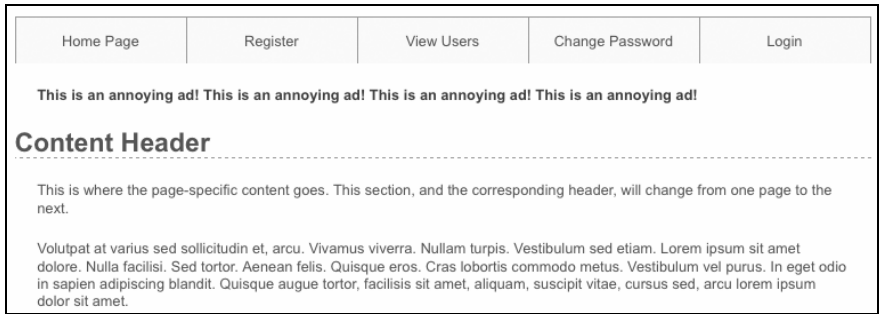 Home Page Register View Users Change Password Login
This is an annoying ad! This is an annoying ad! This is an annoying ad! This is an annoying ad!
Content Header
This is where the page-specific content goes. This section, and the corresponding header, will change from one page to the
next.
Volutpat at varius sed sollicitudin et, arcu. Vivamus viverra. Nullam turpis. Vestibulum sed etiam. Lorem ipsum sit amet
dolore. Nulla facilisi. Sed tortor. Aenean felis. Quisque eros. Cras lobortis commodo metus. Vestibulum vel purus. In eget odio
in sapien adipiscing blandit. Quisque augue tortor, facilisis sit amet, aliquam, suscipit vitae, cursus sed, arcu lorem ipsum
dolor sit amet.